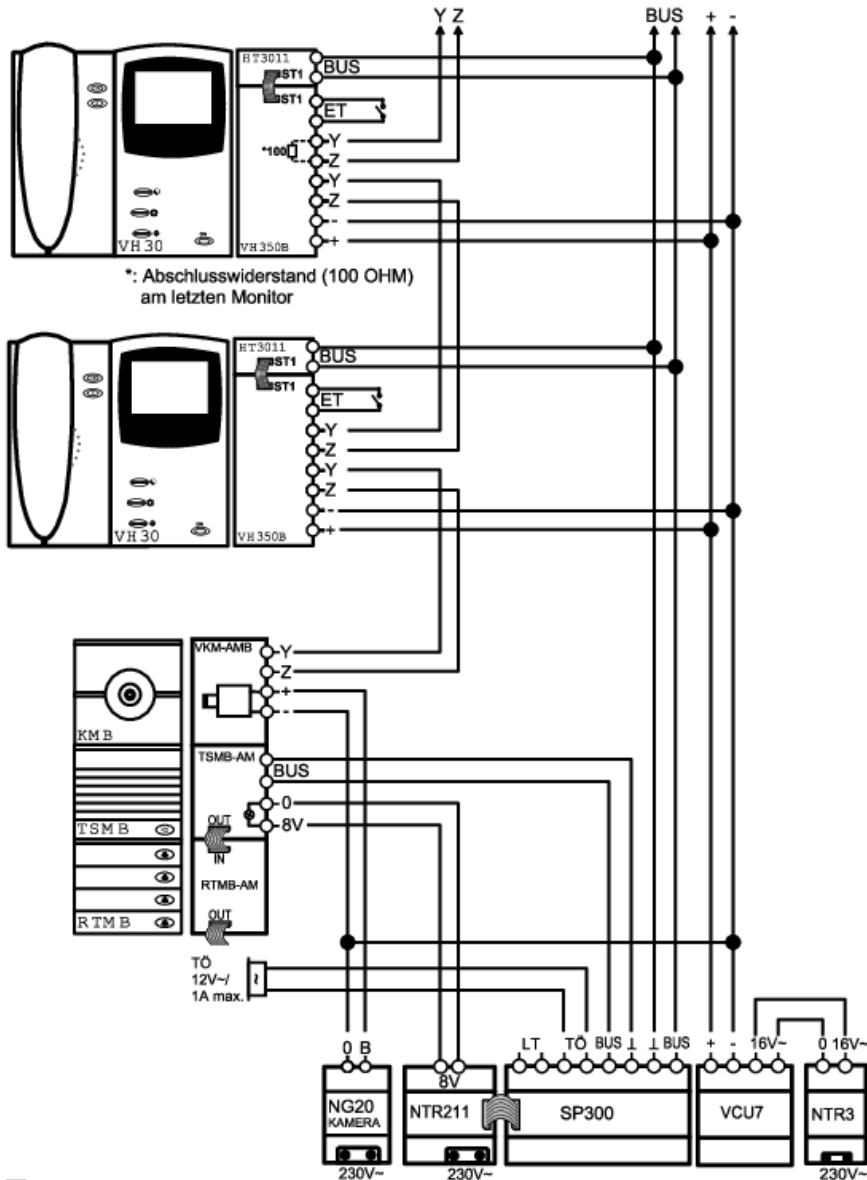 Y Z BUS + -
HT3011
BUS
ST1
ST1
ET
Y
*100
Z
Y
Z
-
+
VH30
VH350B
*: Abschlusswiderstand (100 OHM)
am letzten Monitor
HT3011
BUS
ST1
ST1
ET
Y
Z
Y
Z
-
+
VH30
VH350B
VKM-AMB
Y
Z
+
-
KMB
TSMB-AM
BUS
0
8V
OUT
IN
TSMB
RTMB-AM
OUT
RTMB
TÖ
12V~/
1A max.
~
0 B
LT TÖ BUS ⊥ ⊥ BUS + - 16V~ 0 16V~
8V
NG20
KAMERA
NTR211
SP300
VCU7
NTR3
230V~
230V~
230V~